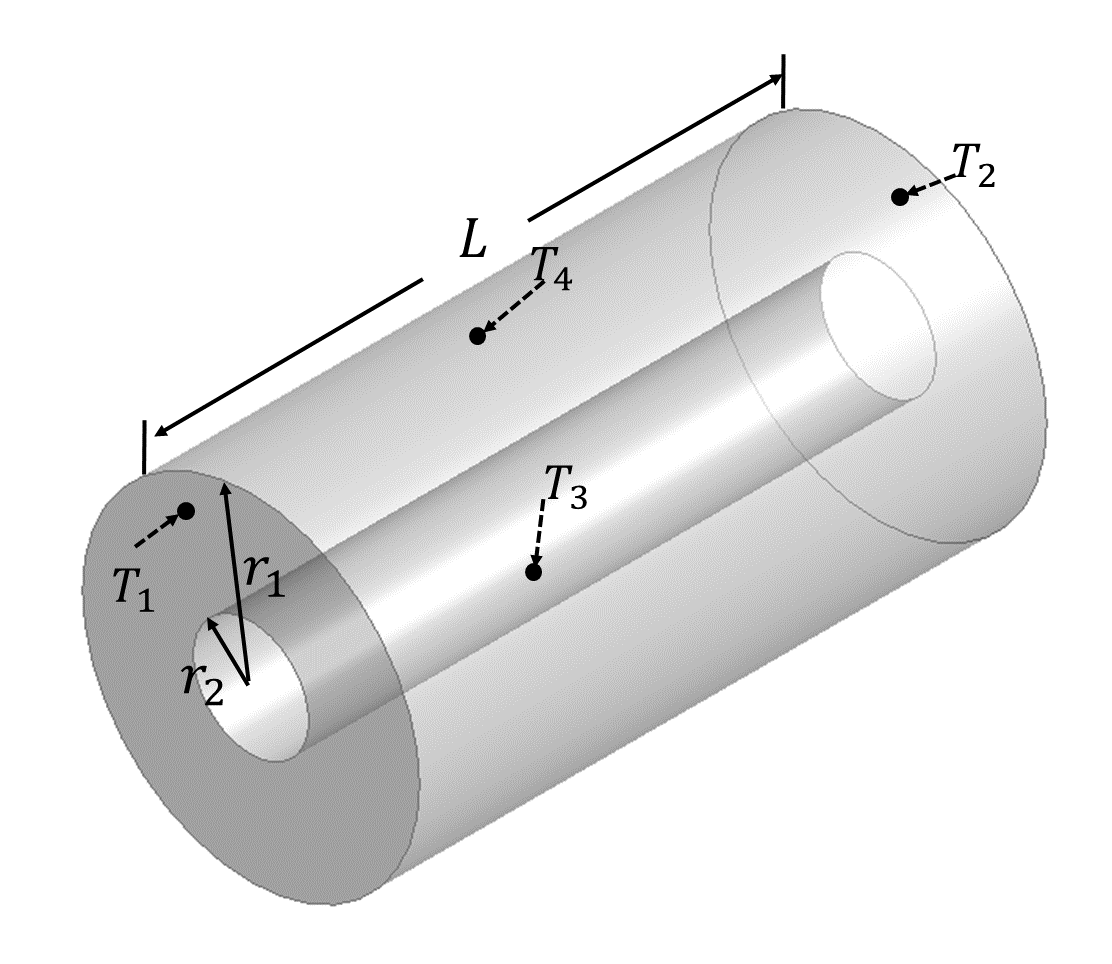 T₂
L
T₄
T₃
T₁
r₁
r₂